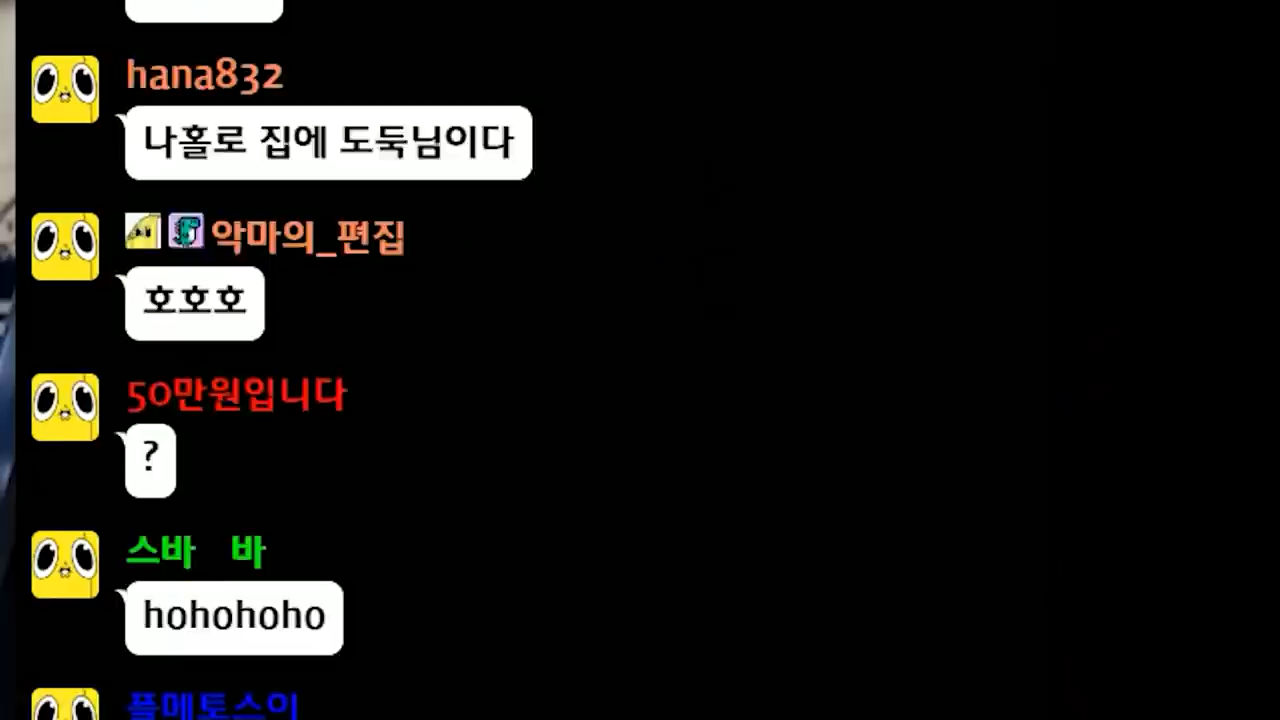 hana832
나홀로 집에 도둑님이다
악마의_편집
호호호
50만원입니다
?
스바 바
hohohoho